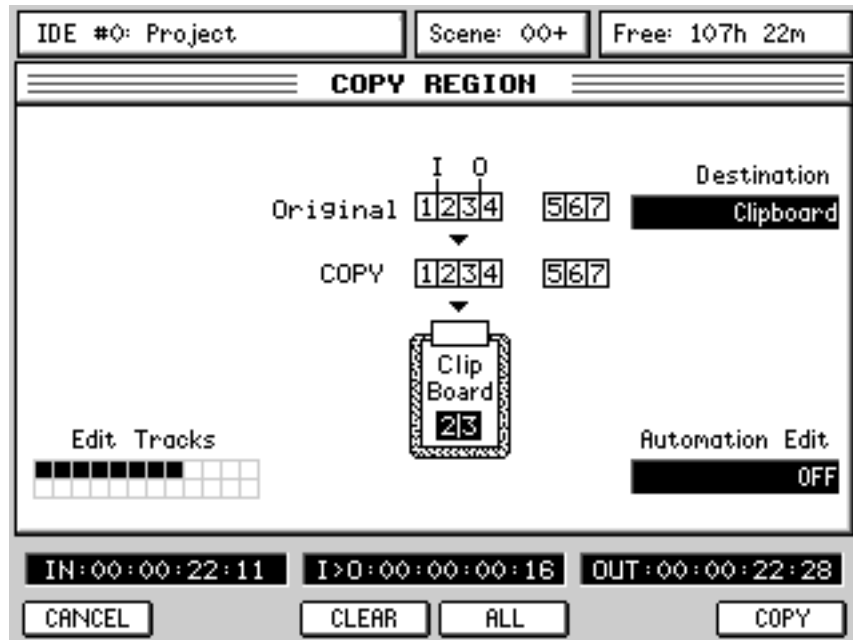 IDE #0: Project
Scene: 00+
Free: 107h 22m
COPY REGION
I O
Destination
Original 1234 567
Clipboard
COPY 1234 567
Clip
Board
23
Edit Tracks
Automation Edit
OFF
IN:00:00:22:11
I>O:00:00:00:16
OUT:00:00:22:28
CANCEL
CLEAR
ALL
COPY